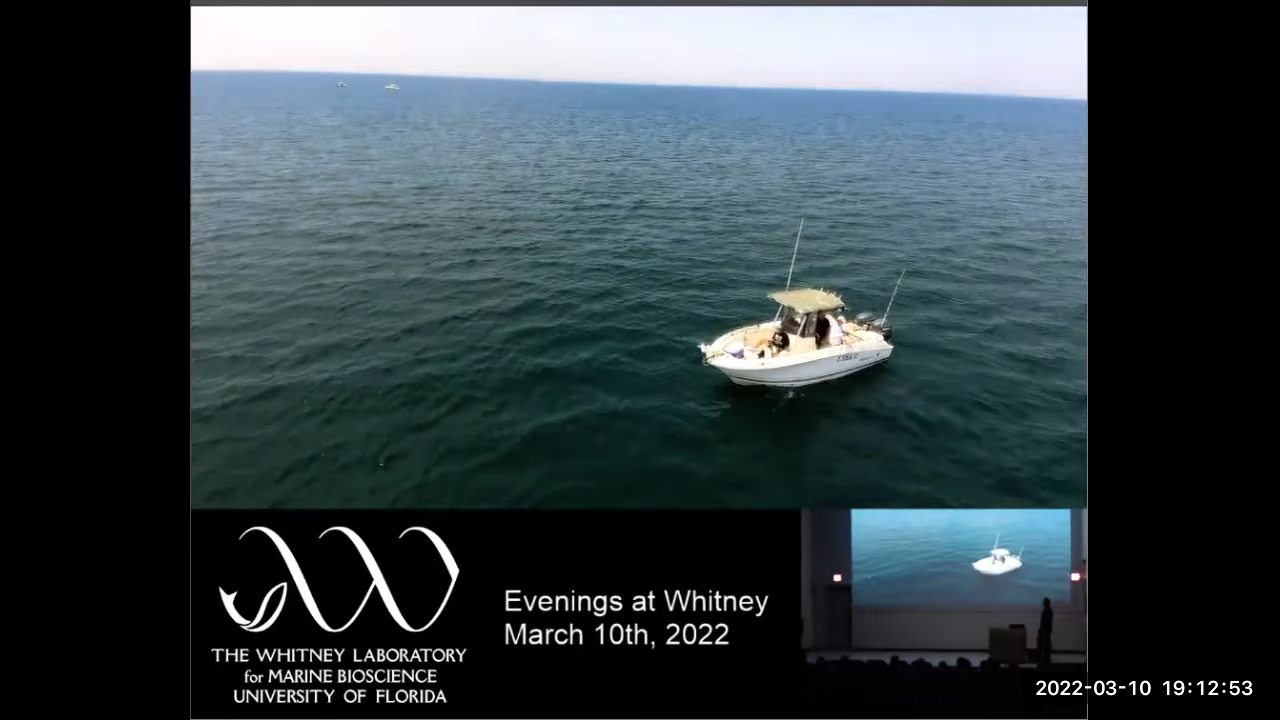 Evenings at Whitney
March 10th, 2022
THE WHITNEY LABORATORY
for MARINE BIOSCIENCE
UNIVERSITY OF FLORIDA
2022-03-10 19:12:53